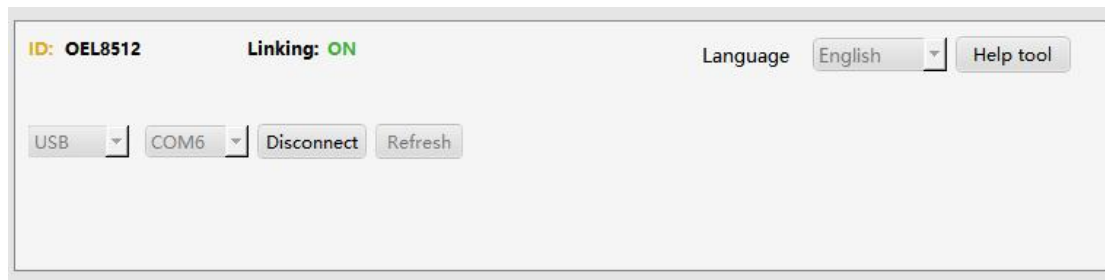 ID: OEL8512 Linking: ON
Language English Help tool
USB COM6 Disconnect Refresh